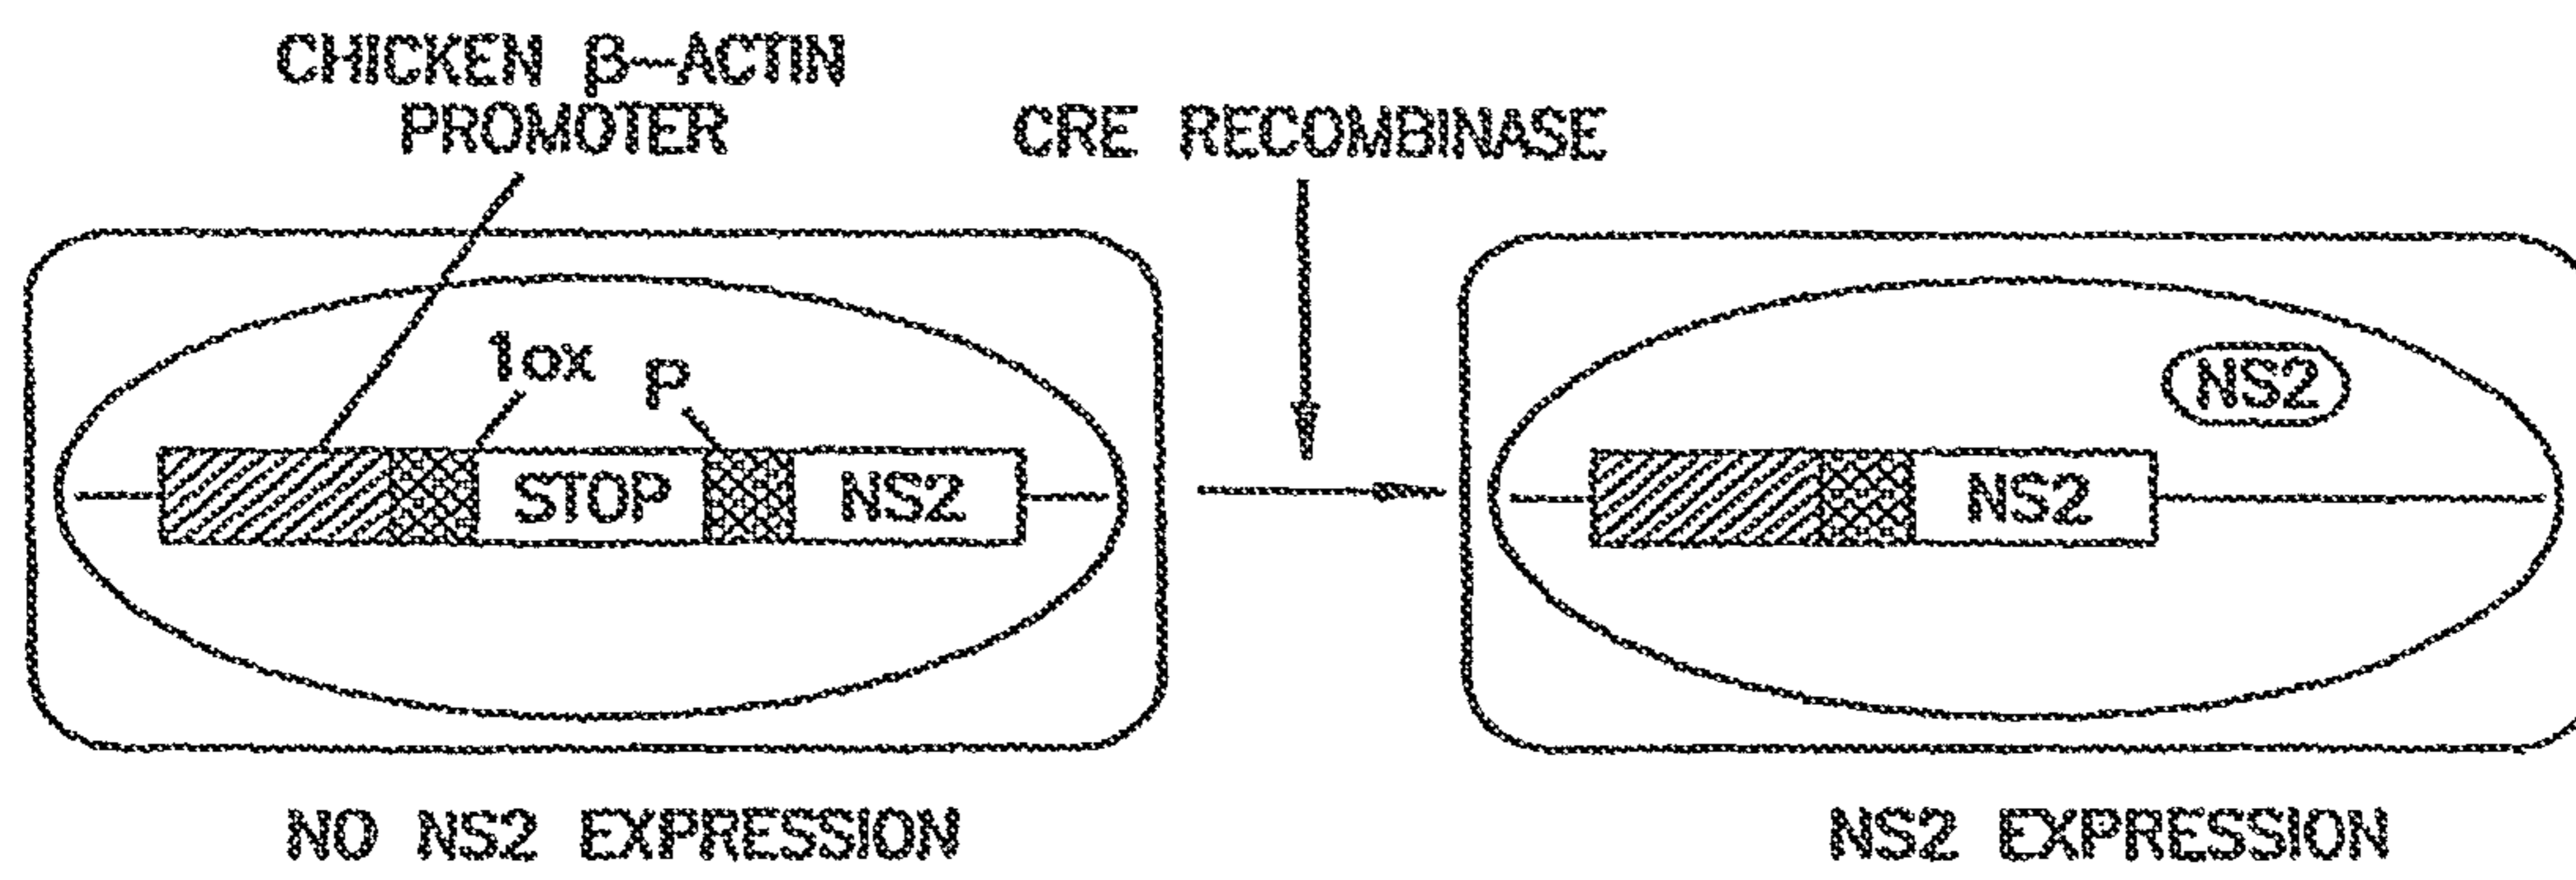 CHICKEN β-ACTIN
PROMOTER
CRE RECOMBINASE
lox
P
NS2
STOP
NS2
NS2
NO NS2 EXPRESSION
NS2 EXPRESSION